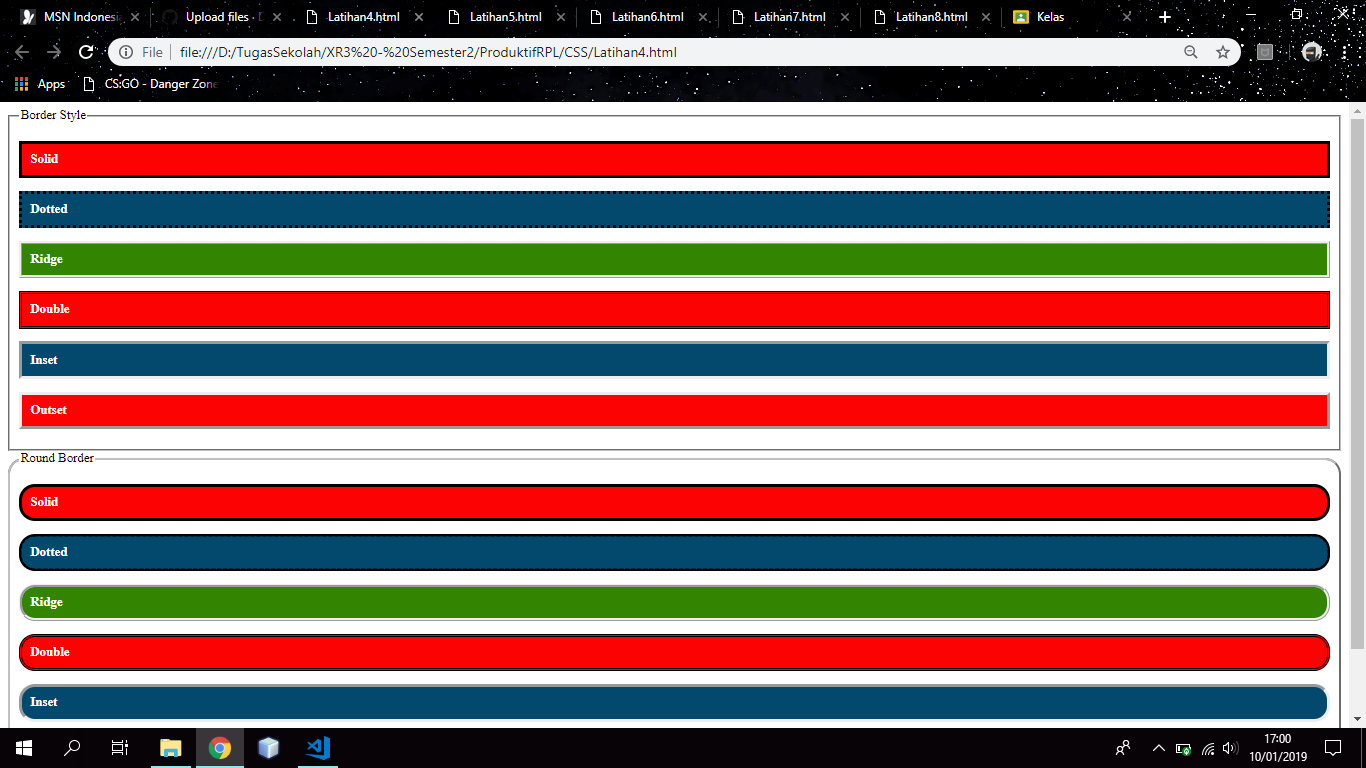 MSN Indonesi
Upload files ·
Latihan4.html
Latihan5.html
Latihan6.html
Latihan7.html
Latihan8.html
Kelas
File
file:///D:/TugasSekolah/XR3%20-%20Semester2/ProduktifRPL/CSS/Latihan4.html
Apps
CS:GO - Danger Zone
Border Style
Solid
Dotted
Ridge
Double
Inset
Outset
Round Border
Solid
Dotted
Ridge
Double
Inset
17:00
10/01/2019